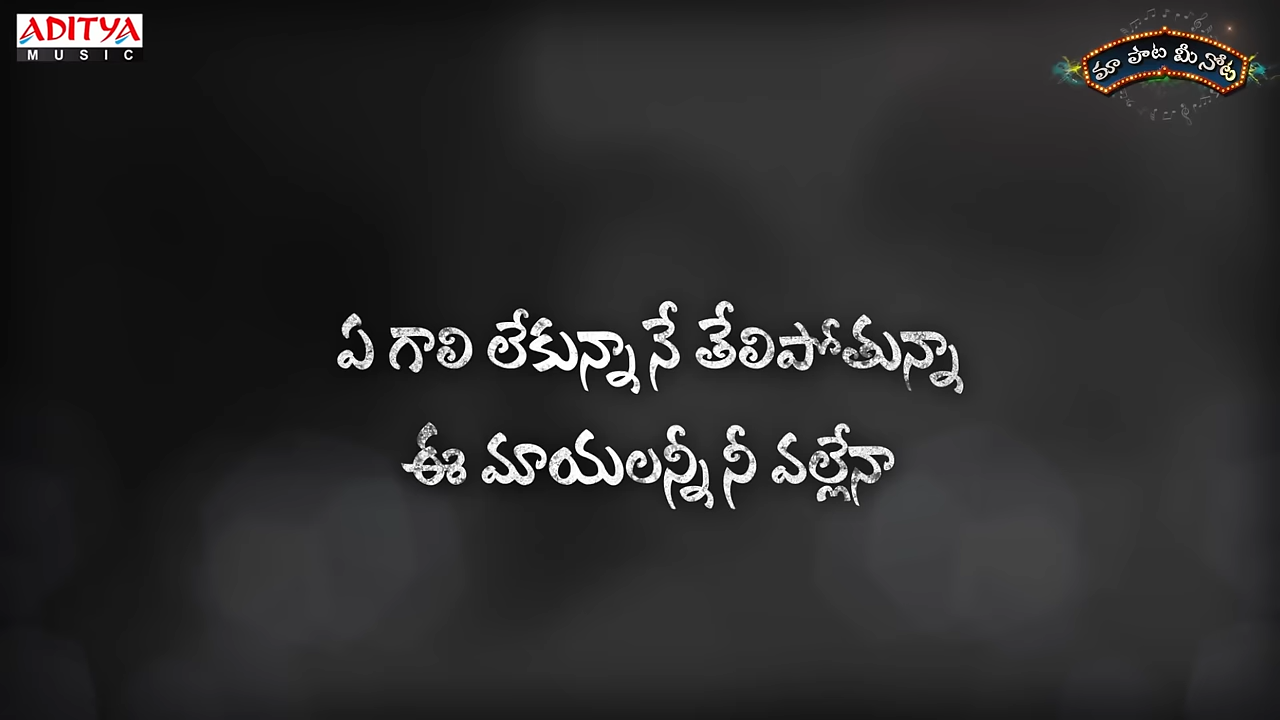 ADITYA
MUSIC
మా పాట మీ నోట
ఏ గాలి లేకున్నా నే తేలిపోతున్నా
ఈ మాయలన్నీ నీ వల్లేనా